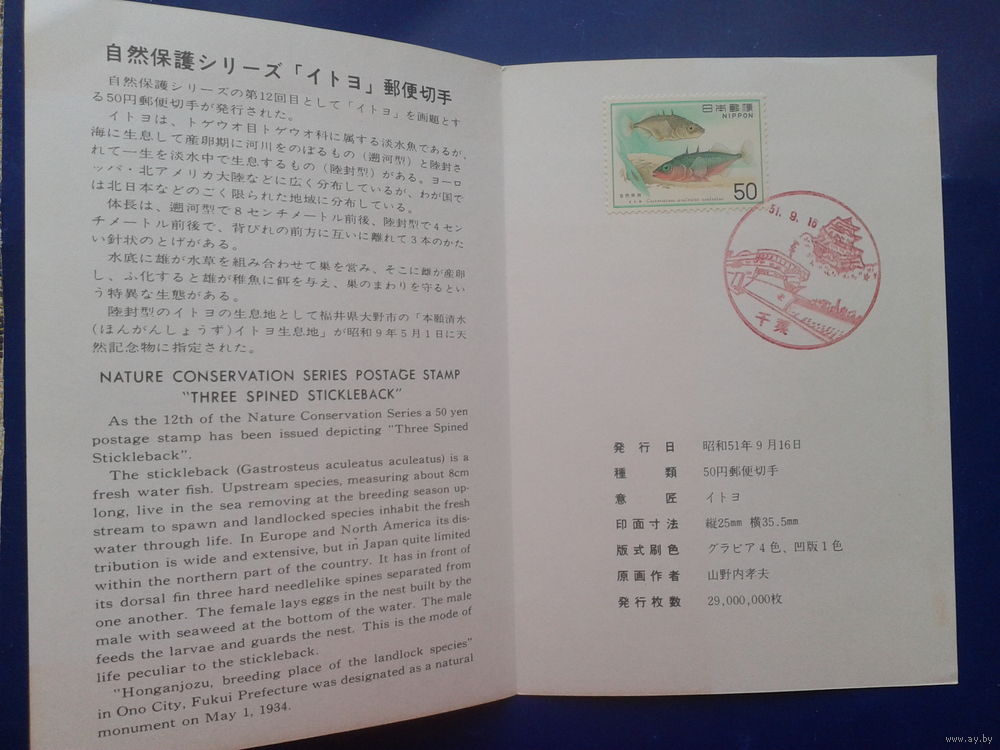 自然保護シリーズ「イトヨ」郵便切手
自然保護シリーズの第12回目として「イトヨ」を画題とす
る50円郵便切手が発行された。
イトヨは、トゲウオ目トゲウオ科に属する淡水魚であるが、
海に生息して産卵期に河川をのぼるもの（遡河型）と陸封さ
れて一生を淡水中で生息するもの（陸封型）がある。ヨーロ
ッパ・北アメリカ大陸などに広く分布しているが、わが国で
は北日本などのごく限られた地域に分布している。
体長は、遡河型で8センチメートル前後、陸封型で4セン
チメートル前後で、背びれの前方に互いに離れて3本のかた
い針状のとげがある。
水底に雄が水草を組み合わせて巣を営み、そこに雌が産卵
し、ふ化すると雄が稚魚に餌を与え、巣のまわりを守るとい
う特異な生態がある。
陸封型のイトヨの生息地として福井県大野市の「本願清水
(ほんがんしょうず)イトヨ生息地」が昭和9年5月1日に天
然記念物に指定された。
NATURE CONSERVATION SERIES POSTAGE STAMP
"THREE SPINED STICKLEBACK"
As the 12th of the Nature Conservation Series a 50 yen
postage stamp has been issued depicting "Three Spined
Stickleback".
The stickleback (Gastrosteus aculeatus aculeatus) is a
fresh water fish. Upstream species, measuring about 8cm
long, live in the sea removing at the breeding season up-
stream to spawn and landlocked species inhabit the fresh
water through life. In Europe and North America its dis-
tribution is wide and extensive, but in Japan quite limited
within the northern part of the country. It has in front of
its dorsal fin three hard needlelike spines separated from
one another. The female lays eggs in the nest built by the
male with seaweed at the bottom of the water. The male
feeds the larvae and guards the nest. This is the mode of
life peculiar to the stickleback.
"Honganjozu, breeding place of the landlock species"
in Ono City, Fukui Prefecture was designated as a natural
monument on May 1, 1934.
日本郵便
NIPPON
自然保護
50
51.9.16
千葉
発行日 昭和51年9月16日
種類 50円郵便切手
意匠 イトヨ
印面寸法 縦25mm 横35.5mm
版式刷色 グラビア4色、凹版1色
原画作者 山野内孝夫
発行枚数 29,000,000枚
www.ay.by